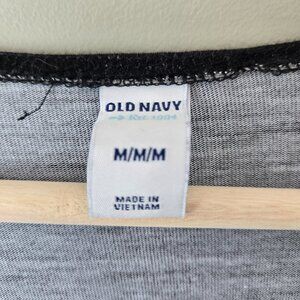 OLD NAVY
Est. 1994
M/M/M
MADE IN
VIETNAM